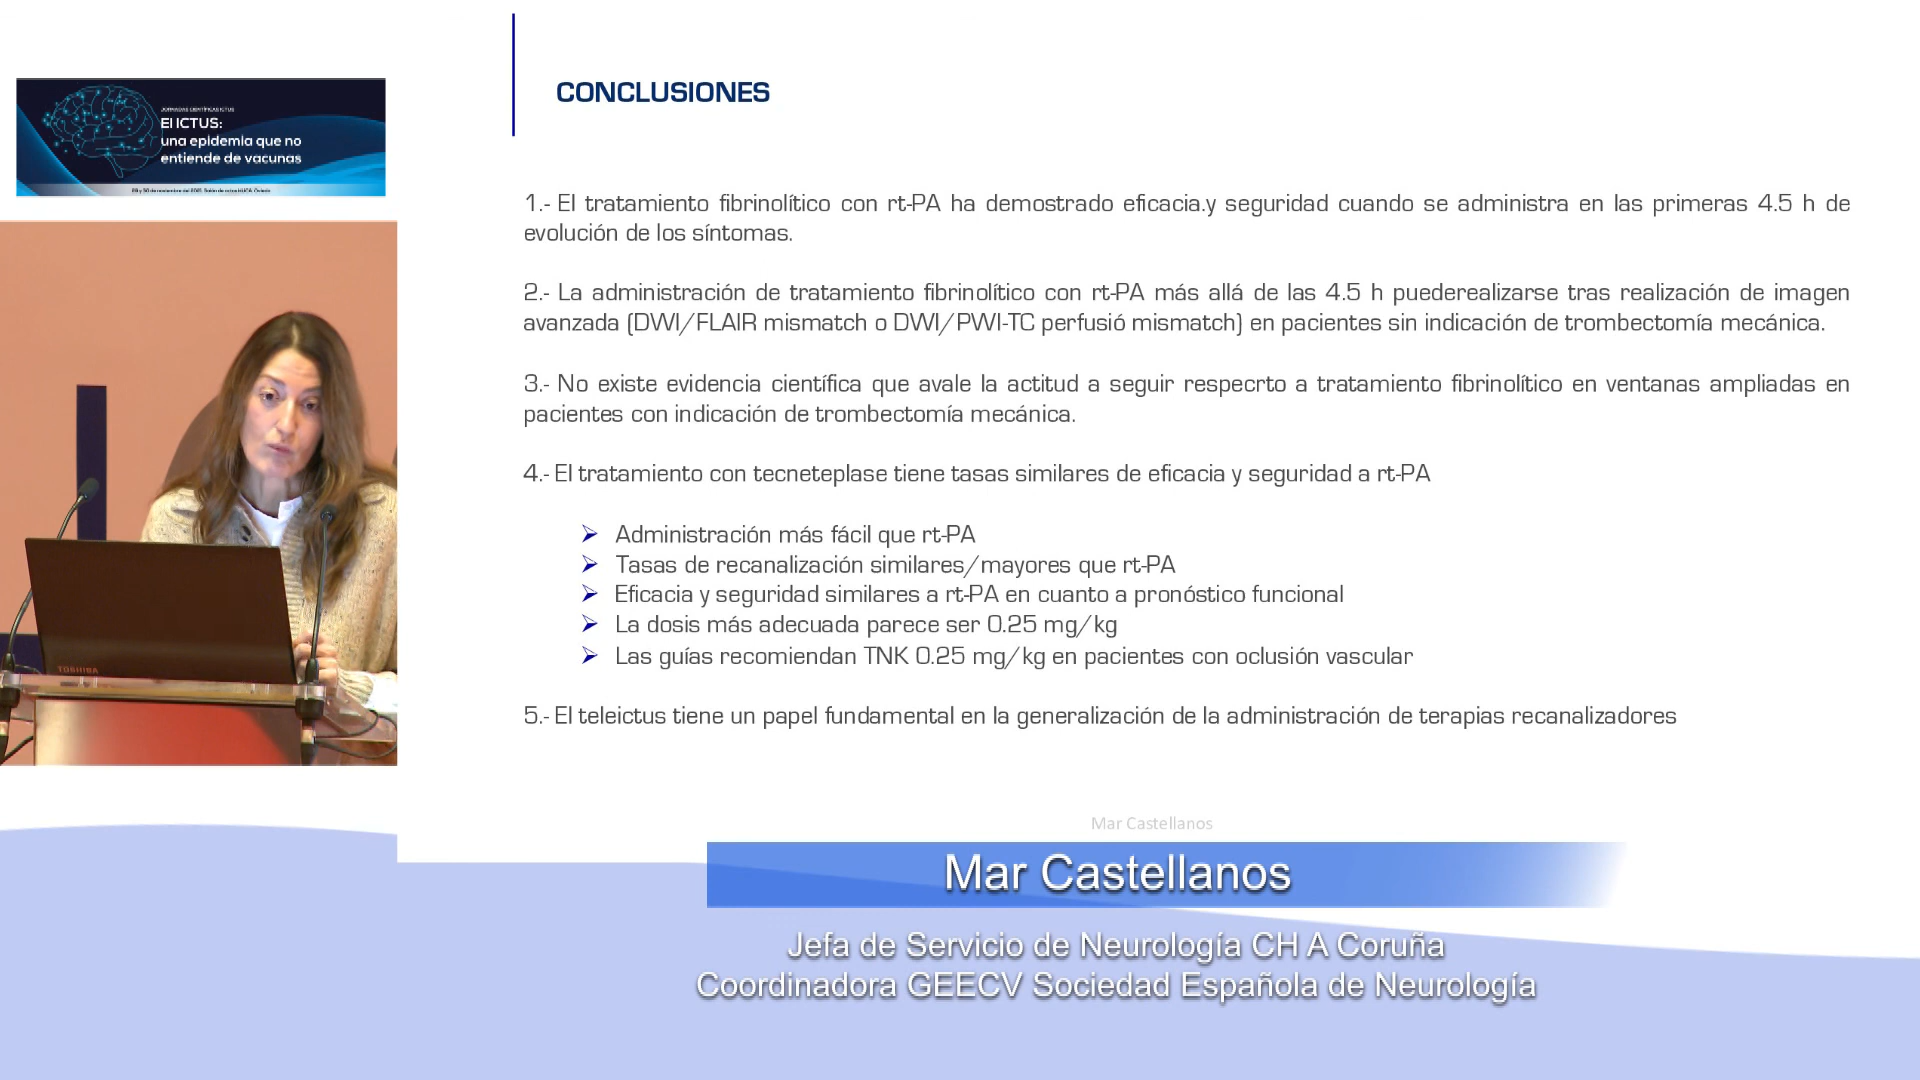 JORNADAS CIENTÍFICAS ICTUS
El ICTUS:
una epidemia que no
entiende de vacunas
CONCLUSIONES
1.- El tratamiento fibrinolítico con rt-PA ha demostrado eficacia.y seguridad cuando se administra en las primeras 4.5 h de
evolución de los síntomas.
2.- La administración de tratamiento fibrinolítico con rt-PA más allá de las 4.5 h puederealizarse tras realización de imagen
avanzada (DWI/FLAIR mismatch o DWI/PWI-TC perfusió mismatch) en pacientes sin indicación de trombectomía mecánica.
3.- No existe evidencia científica que avale la actitud a seguir respecrto a tratamiento fibrinolítico en ventanas ampliadas en
pacientes con indicación de trombectomía mecánica.
4.- El tratamiento con tecneteplase tiene tasas similares de eficacia y seguridad a rt-PA
Administración más fácil que rt-PA
Tasas de recanalización similares/mayores que rt-PA
Eficacia y seguridad similares a rt-PA en cuanto a pronóstico funcional
La dosis más adecuada parece ser 0.25 mg/kg
Las guías recomiendan TNK 0.25 mg/kg en pacientes con oclusión vascular
5.- El teleictus tiene un papel fundamental en la generalización de la administración de terapias recanalizadores
TOSHIBA
Mar Castellanos
Mar Castellanos
Jefa de Servicio de Neurología CH A Coruña
Coordinadora GEECV Sociedad Española de Neurología